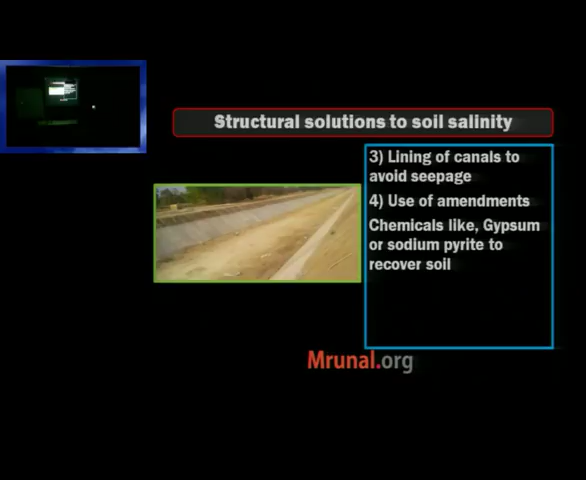 Structural solutions to soil salinity
3) Lining of canals to
avoid seepage
4) Use of amendments
Chemicals like, Gypsum
or sodium pyrite to
recover soil
Mrunal.org